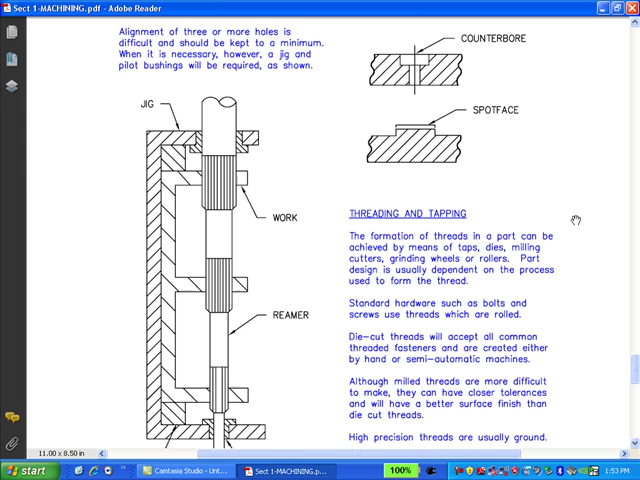 Sect 1-MACHINING.pdf - Adobe Reader
Alignment of three or more holes is
difficult and should be kept to a minimum.
When it is necessary, however, a jig and
pilot bushings will be required, as shown.
JIG
WORK
REAMER
COUNTERBORE
SPOTFACE
THREADING AND TAPPING
The formation of threads in a part can be
achieved by means of taps, dies, milling
cutters, grinding wheels or rollers. Part
design is usually dependent on the process
used to form the thread.
Standard hardware such as bolts and
screws use threads which are rolled.
Die-cut threads will accept all common
threaded fasteners and are created either
by hand or semi-automatic machines.
Although milled threads are more difficult
to make, they can have closer tolerances
and will have a better surface finish than
die cut threads.
High precision threads are usually ground.
11.00 x 8.50 in
start
Camtasia Studio - Unt...
Sect 1-MACHINING.p...
100%
1:53 PM